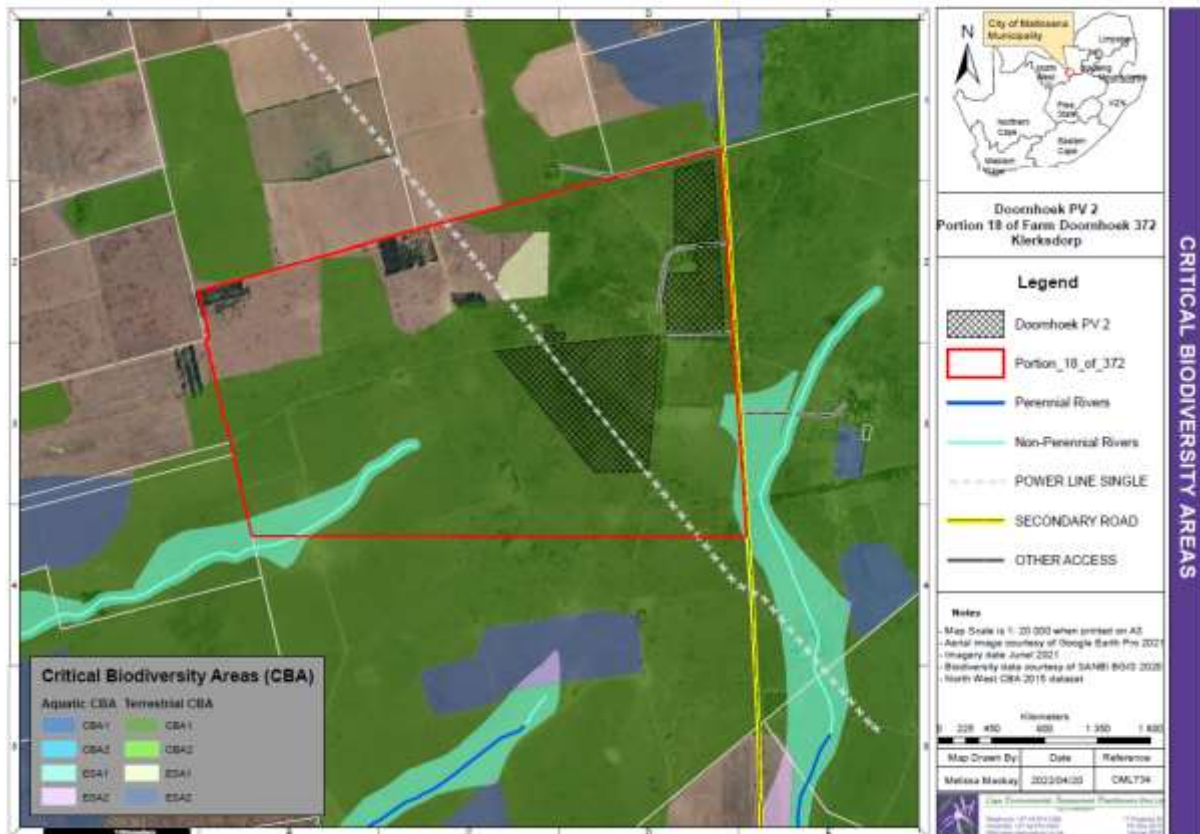 A B C D E
1
2
3
4
5
Critical Biodiversity Areas (CBA)
Aquatic CBA Terrestrial CBA
CBA1 CBA1
CBA2 CBA2
ESA1 ESA1
ESA2 ESA2
N
City of Matlosana
Municipality
Limpopo
North
West
Free
State
KZN
Northern
Cape
Eastern
Cape
Western
Doornhoek PV 2
Portion 18 of Farm Doornhoek 372
Klerksdorp
Legend
Doornhoek PV 2
Portion_18_of_372
Perennial Rivers
Non-Perennial Rivers
POWER LINE SINGLE
SECONDARY ROAD
OTHER ACCESS
Notes
- Map Scale is 1: 20 000 when printed on A3
- Aerial image courtesy of Google Earth Pro 2021
- Imagery date June 2021
- Biodiversity data courtesy of SANBI BGIS 2020
- North West CBA 2015 dataset
Kilometers
Map Drawn By: Date Reference
Melissa Mackay 2022/04/20
CRITICAL BIODIVERSITY AREAS